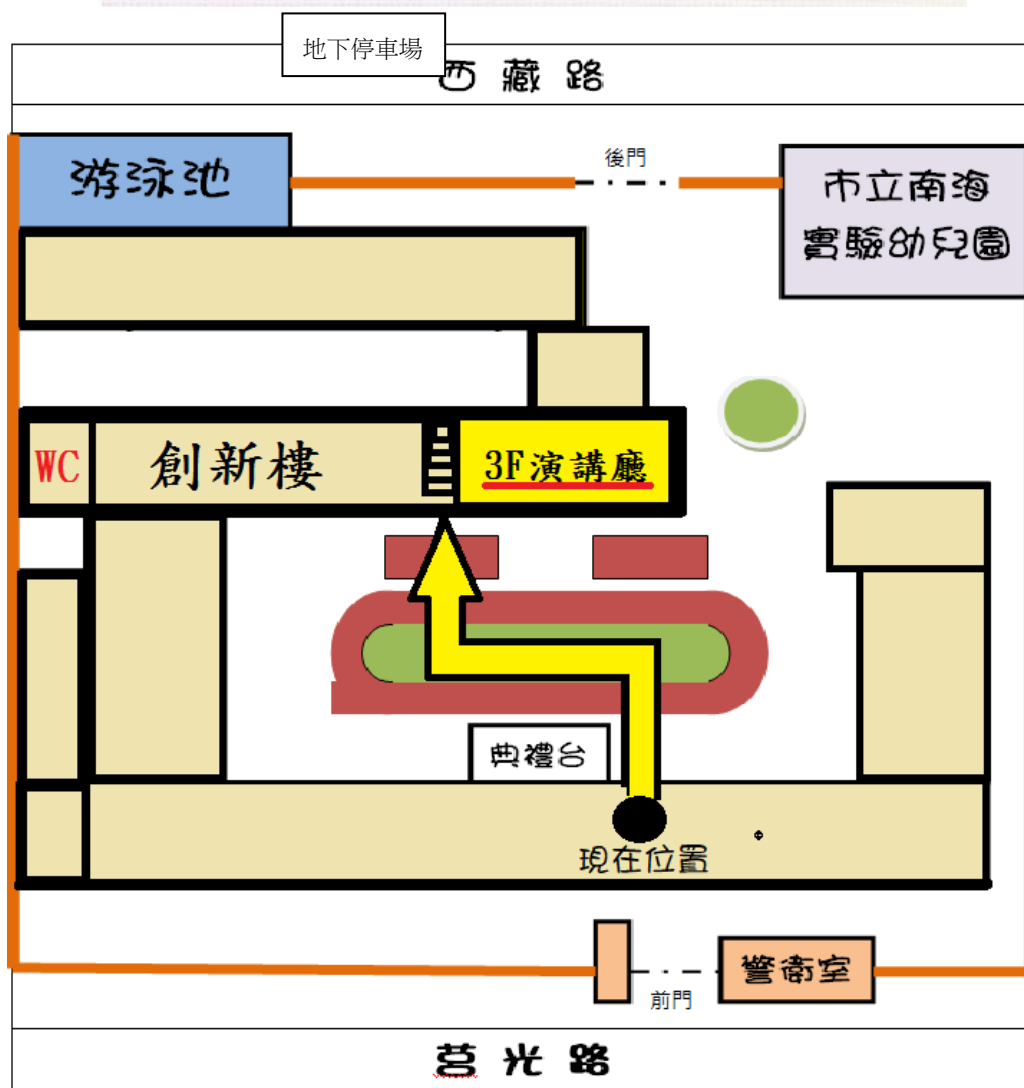 地下停車場
西藏路
游泳池
後門
市立南海
實驗幼兒園
WC
創新樓
3F演講廳
典禮台
現在位置
警衛室
前門
莒光路